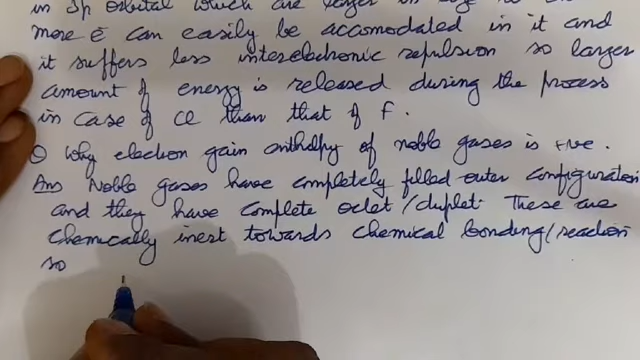 in 3p orbital which are larger in size
more e̅ can easily be accomodated in it and
it suffers less interelectronic repulsion so larger
amount of energy is released during the process
in case of Cl than that of F.
Q Why electron gain enthalpy of noble gases is +ve.
Ans Noble gases have completely filled outer configuration
and they have complete octet/duplet. These are
chemically inert towards chemical bonding/reaction
so